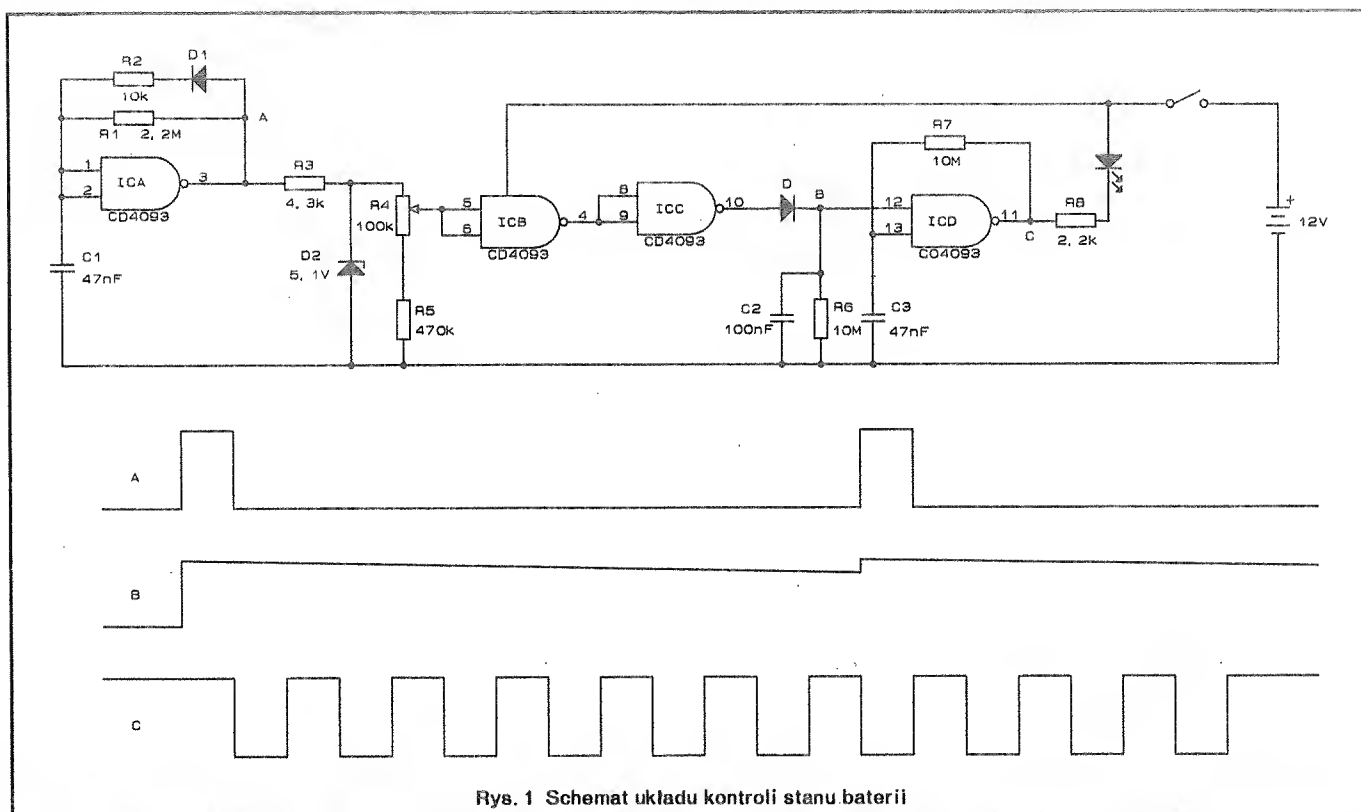 R2
10k
D1
R1 2,2M
A
1
2
ICA
3
CD4093
C1
47nF
R3
4,3k
D2
5,1V
R4
100k
R5
470k
5
6
ICB
4
CD4093
8
9
ICC
10
CD4093
D
B
C2
100nF
R6
10M
R7
10M
12
13
ICD
11
CD4093
C
C3
47nF
R8
2,2k
+
12V
A
B
C
Rys. 1 Schemat układu kontroli stanu baterii